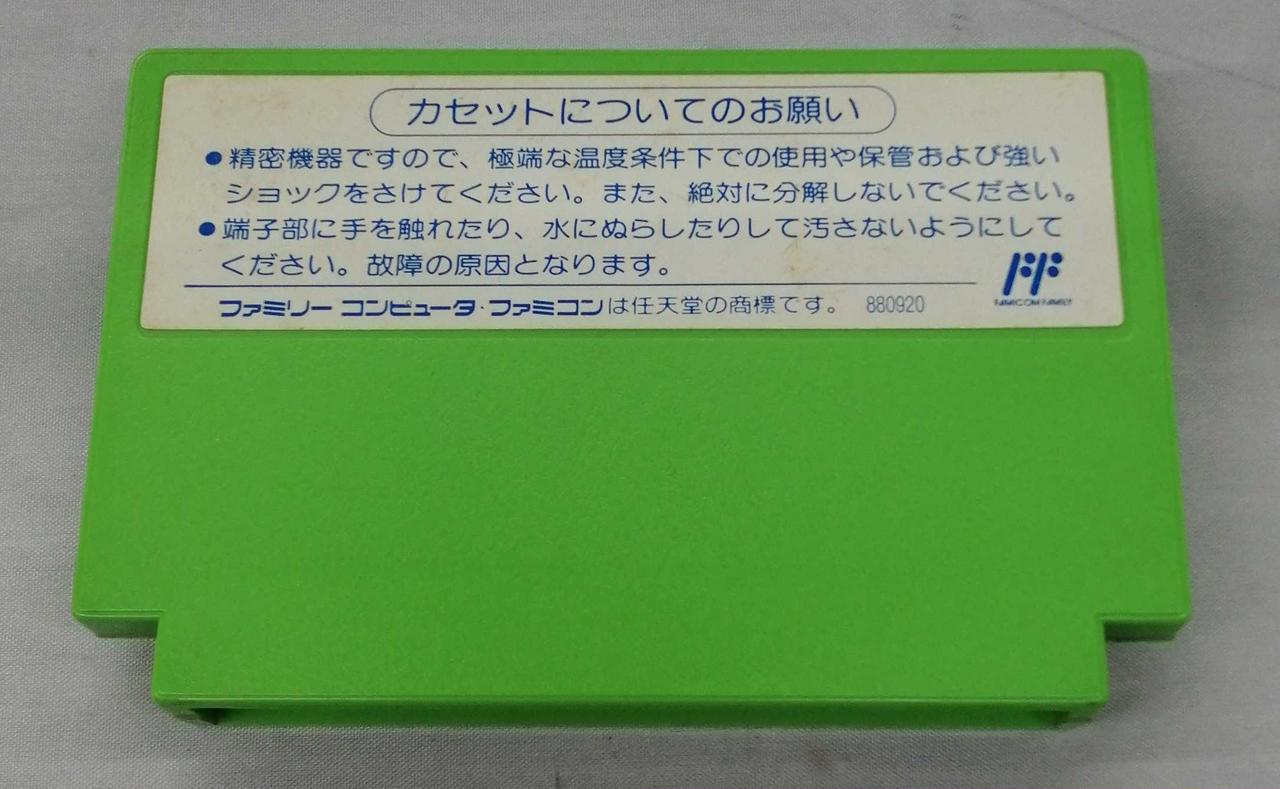 カセットについてのお願い
●精密機器ですので、極端な温度条件下での使用や保管および強い
ショックをさけてください。また、絶対に分解しないでください。
●端子部に手を触れたり、水にぬらしたりして汚さないようにして
ください。故障の原因となります。
FAMICOM FAMILY
ファミリー コンピュータ・ファミコンは任天堂の商標です。 880920